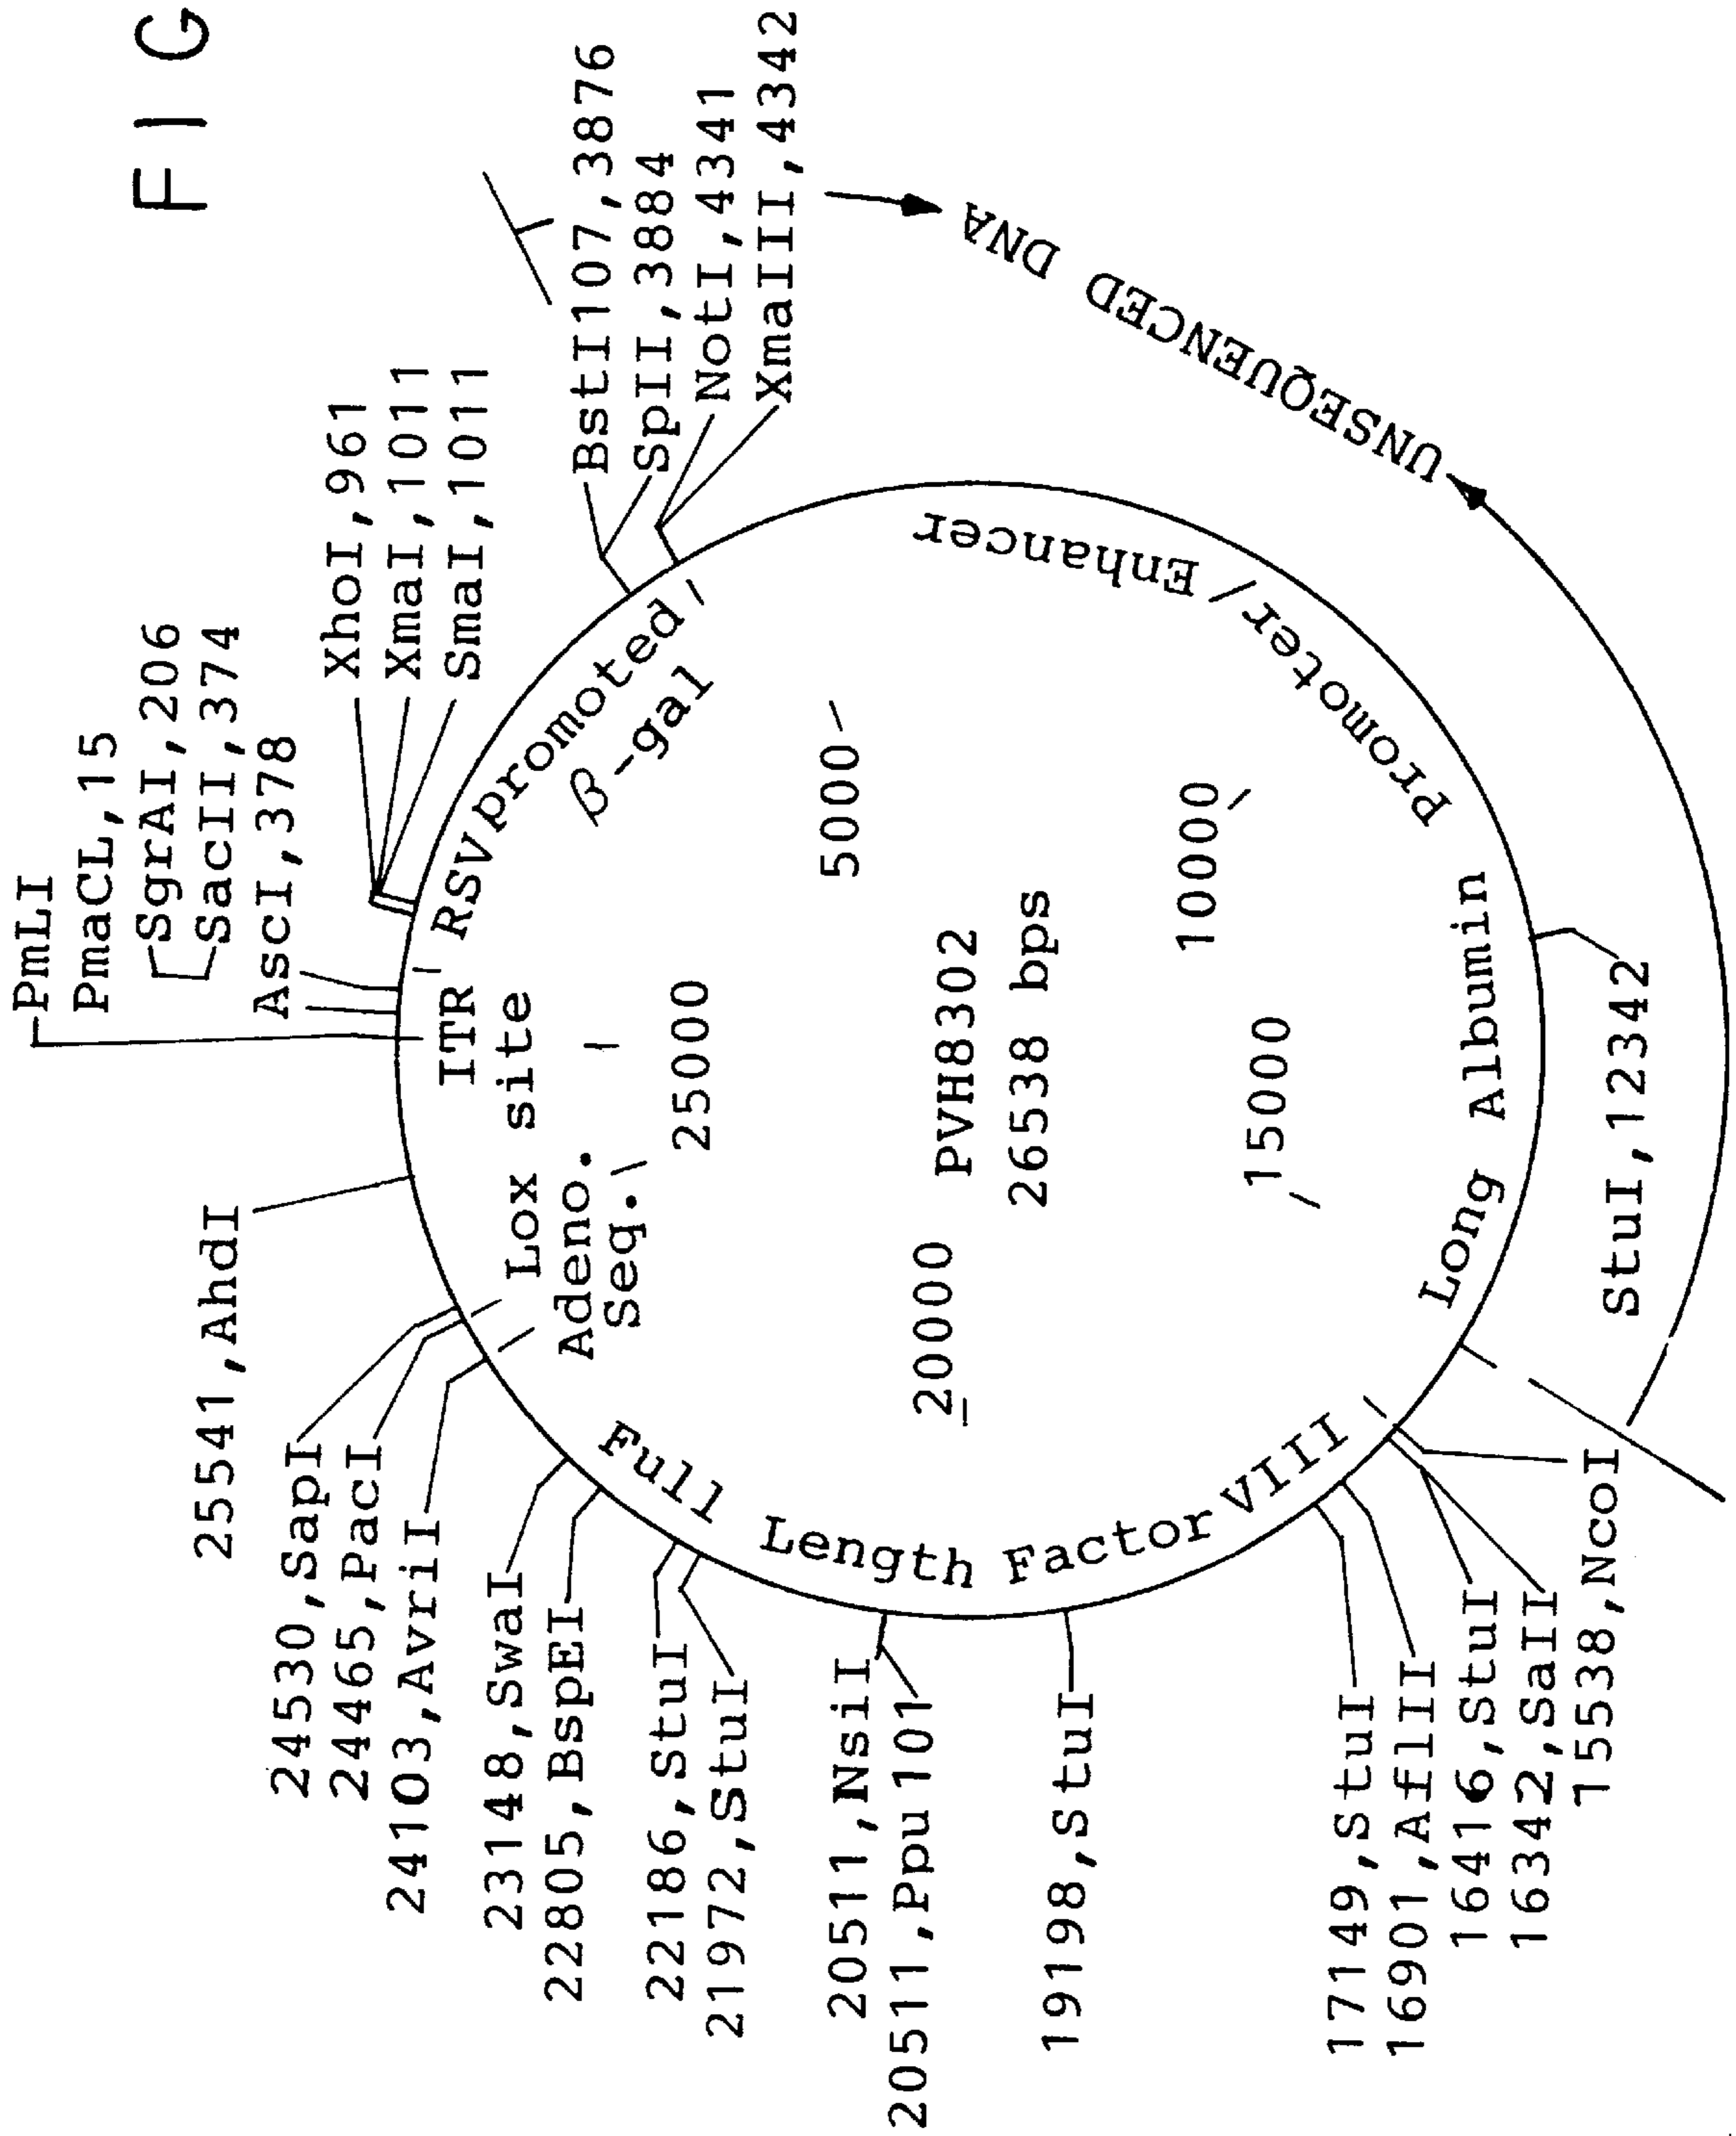 FIG
PmLI
PmaCL,15
SgrAI,206
SacII,374
AscI,378
XhoI,961
XmaI,1011
SmaI,1011
BstI107,3876
SplI,3884
NotI,4341
XmaIII,4342
UNSEQUENCED DNA
StuI,12342
15538,NcoI
16342,SalI
16416,StuI
16901,AflII
17149,StuI
19198,StuI
20511,Ppu101
20511,NsiI
21972,StuI
22186,StuI
22805,BspEI
23148,SwaI
24103,AvriI
24465,PacI
24530,SapI
25541,AhdI
ITR
RSVpromoted
β-gal
Long Albumin Promoter/Enhancer
Full Length Factor VIII
Adeno.
Seq.
Lox site
5000
10000
15000
20000
25000
PVH8302
26538 bps